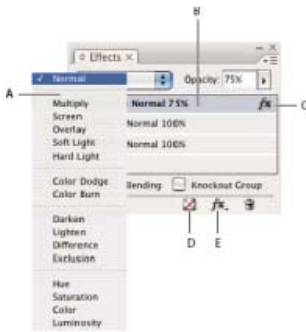 B
Effects ×
Normal
Opacity: 75%
A
Normal 75% fx
C
Multiply
Screen
Normal 100%
Overlay
Soft Light
Normal 100%
Hard Light
Color Dodge
Blending Knockout Group
Color Burn
fx.
Darken
Lighten
D E
Difference
Exclusion
Hue
Saturation
Color
Luminosity